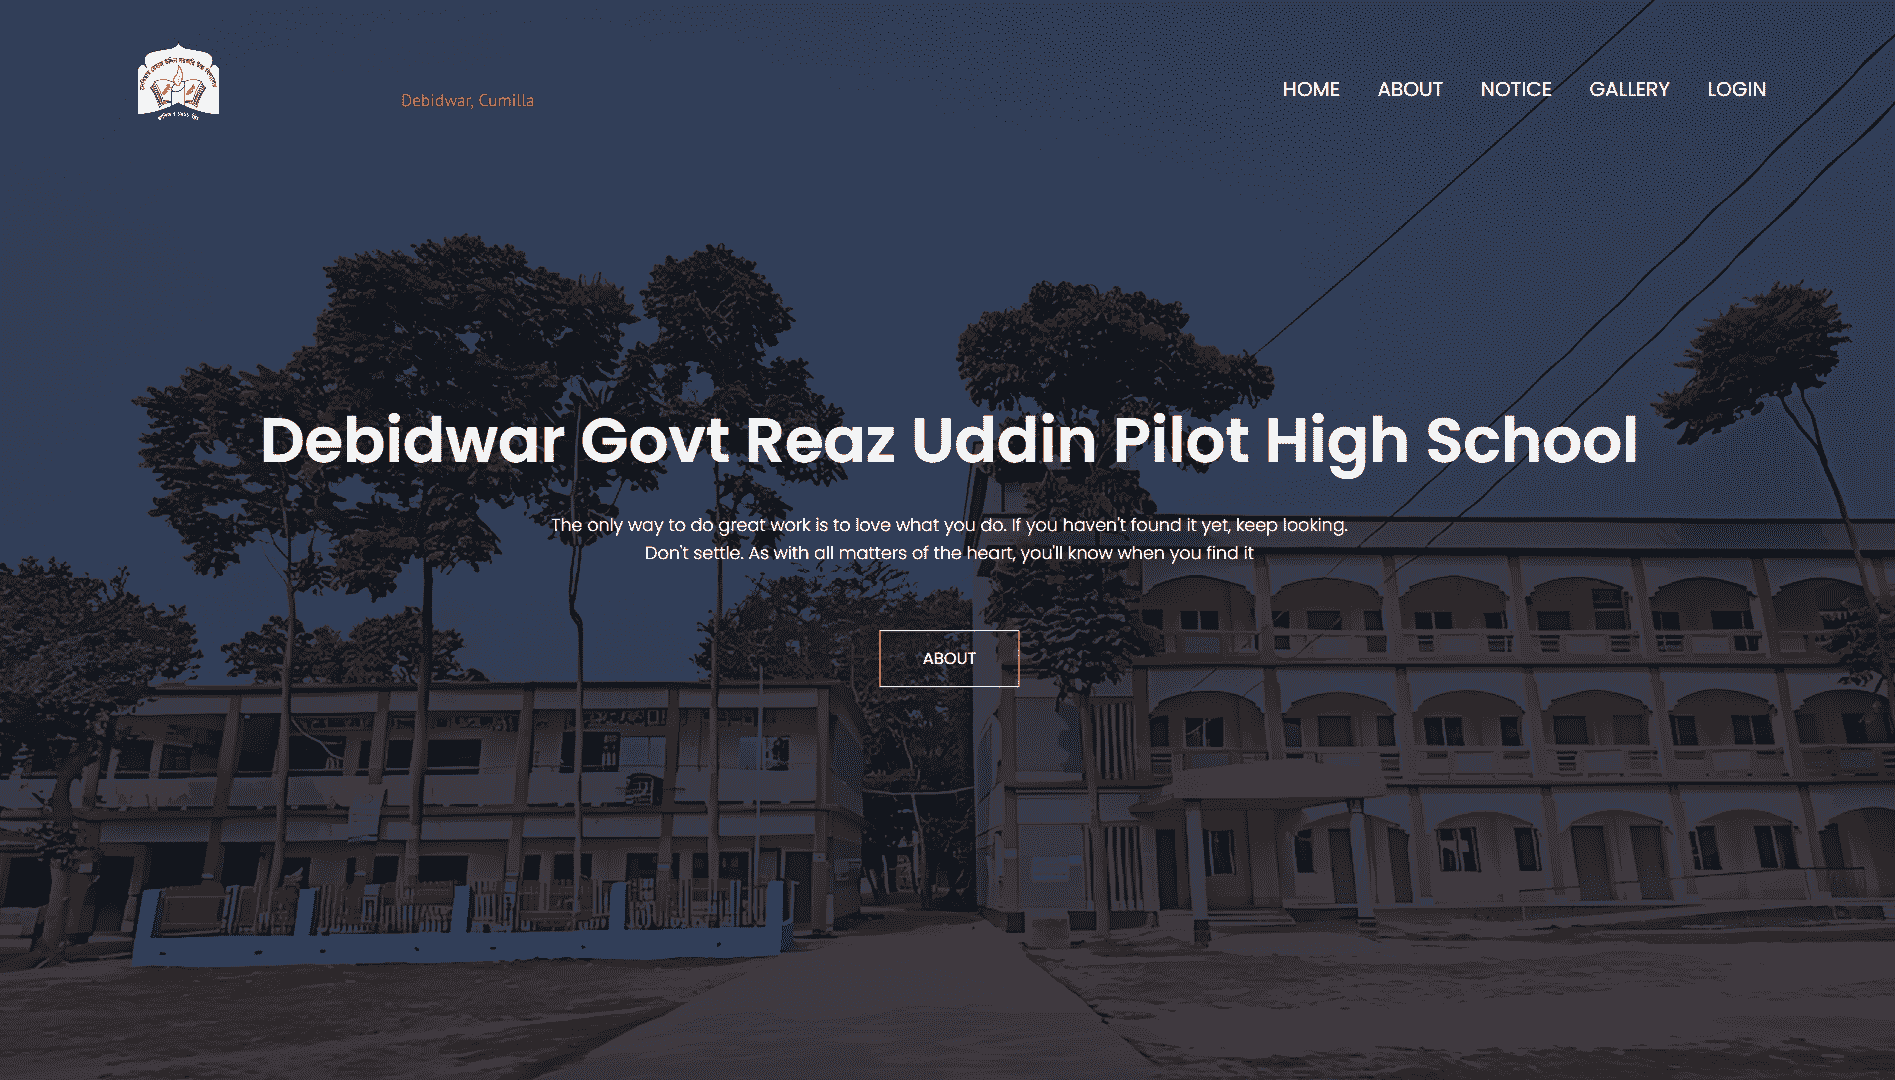 Debidwar, Cumilla
HOME ABOUT NOTICE GALLERY LOGIN
Debidwar Govt Reaz Uddin Pilot High School
The only way to do great work is to love what you do. If you haven't found it yet, keep looking.
Don't settle. As with all matters of the heart, you'll know when you find it
ABOUT